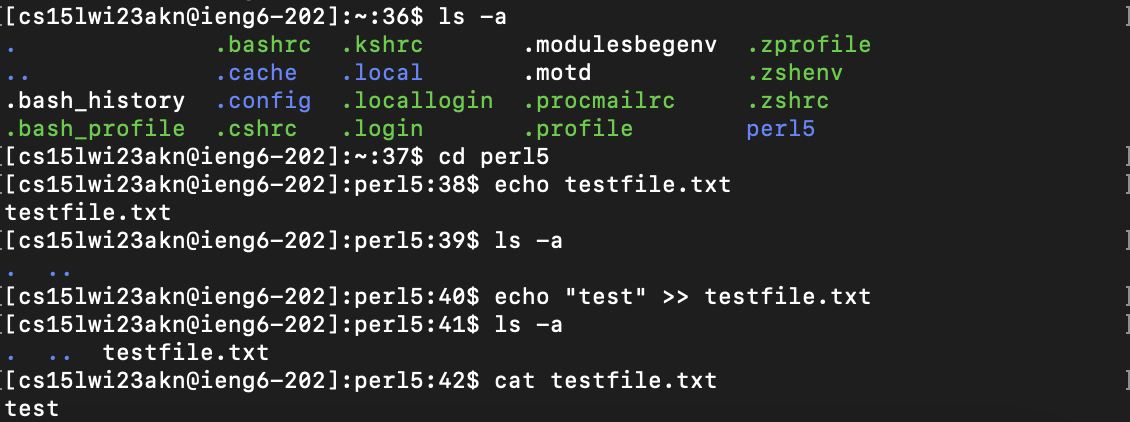 [cs15lwi23akn@ieng6-202]:~:36$ ls -a
.               .bashrc  .kshrc       .modulesbegenv  .zprofile
..              .cache   .local       .motd           .zshenv
.bash_history   .config  .locallogin  .procmailrc     .zshrc
.bash_profile   .cshrc   .login       .profile        perl5
[cs15lwi23akn@ieng6-202]:~:37$ cd perl5
[cs15lwi23akn@ieng6-202]:perl5:38$ echo testfile.txt
testfile.txt
[cs15lwi23akn@ieng6-202]:perl5:39$ ls -a
.  ..
[cs15lwi23akn@ieng6-202]:perl5:40$ echo "test" >> testfile.txt
[cs15lwi23akn@ieng6-202]:perl5:41$ ls -a
.  ..  testfile.txt
[cs15lwi23akn@ieng6-202]:perl5:42$ cat testfile.txt
test